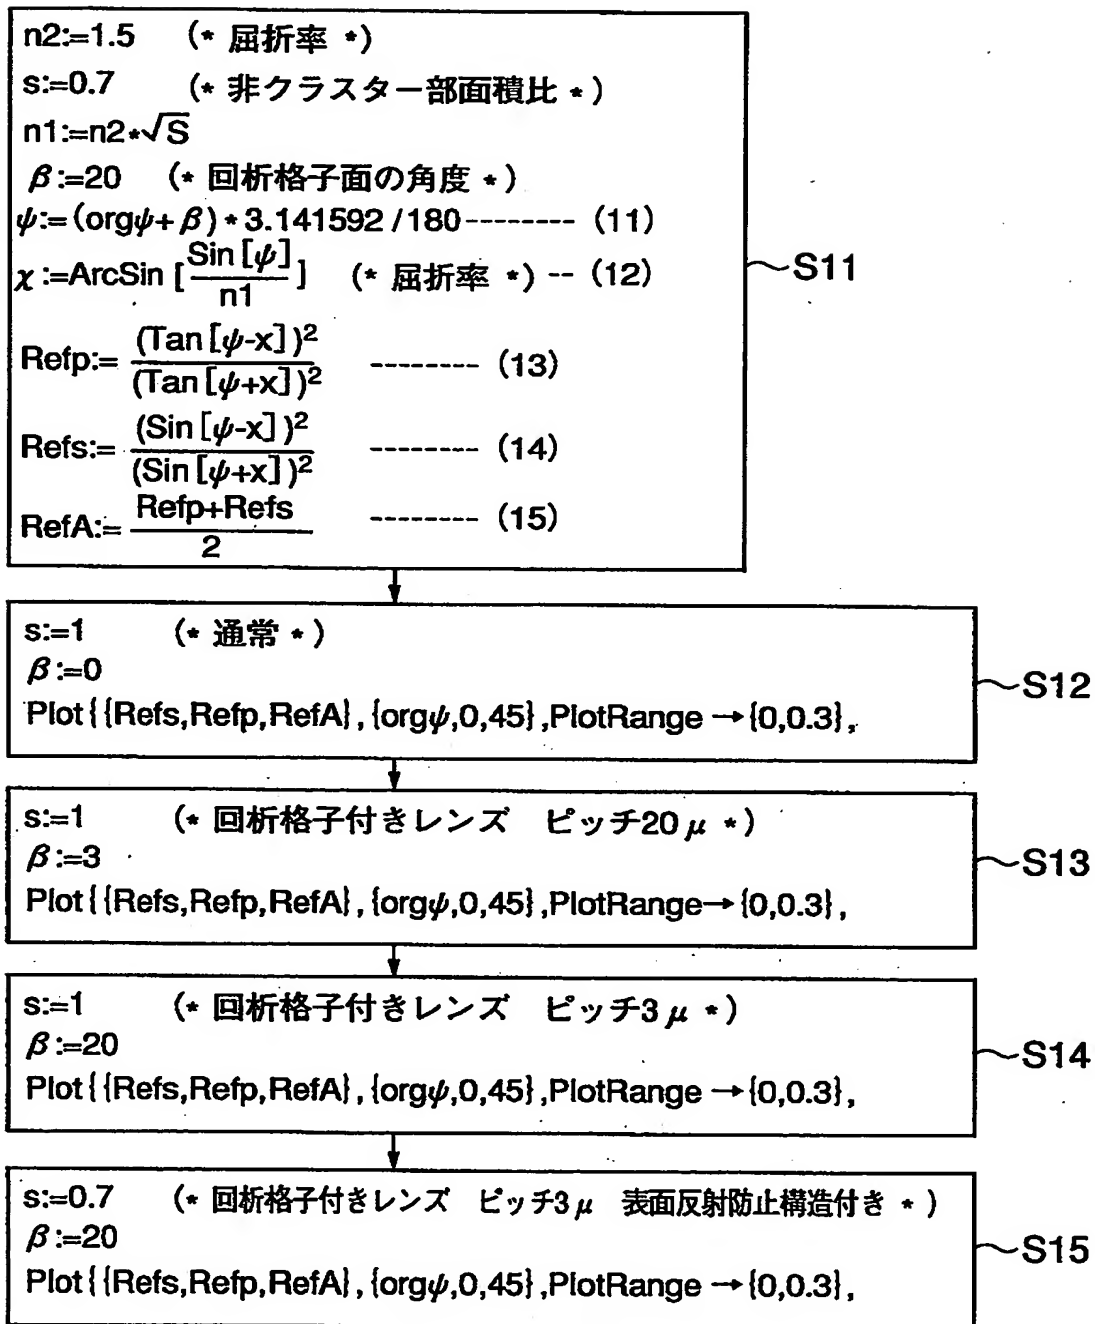 n2:=1.5 (* 屈折率 *)
s:=0.7 (* 非クラスター部面積比 *)
n1:=n2*√S
β:=20 (* 回析格子面の角度 *)
ψ:=(orgψ+β)*3.141592/180-------- (11)
χ:=ArcSin[Sin[ψ]/n1] (* 屈折率 *) -- (12)
Refp:= (Tan[ψ-x])²/(Tan[ψ+x])² -------- (13)
Refs:= (Sin[ψ-x])²/(Sin[ψ+x])² -------- (14)
RefA:= Refp+Refs/2 -------- (15)
~S11
s:=1 (* 通常 *)
β:=0
Plot{{Refs,Refp,RefA},{orgψ,0,45},PlotRange→{0,0.3},
~S12
s:=1 (* 回析格子付きレンズ ピッチ20μ *)
β:=3
Plot{{Refs,Refp,RefA},{orgψ,0,45},PlotRange→{0,0.3},
~S13
s:=1 (* 回折格子付きレンズ ピッチ3μ *)
β:=20
Plot{{Refs,Refp,RefA},{orgψ,0,45},PlotRange→{0,0.3},
~S14
s:=0.7 (* 回折格子付きレンズ ピッチ3μ 表面反射防止構造付き *)
β:=20
Plot{{Refs,Refp,RefA},{orgψ,0,45},PlotRange→{0,0.3},
~S15